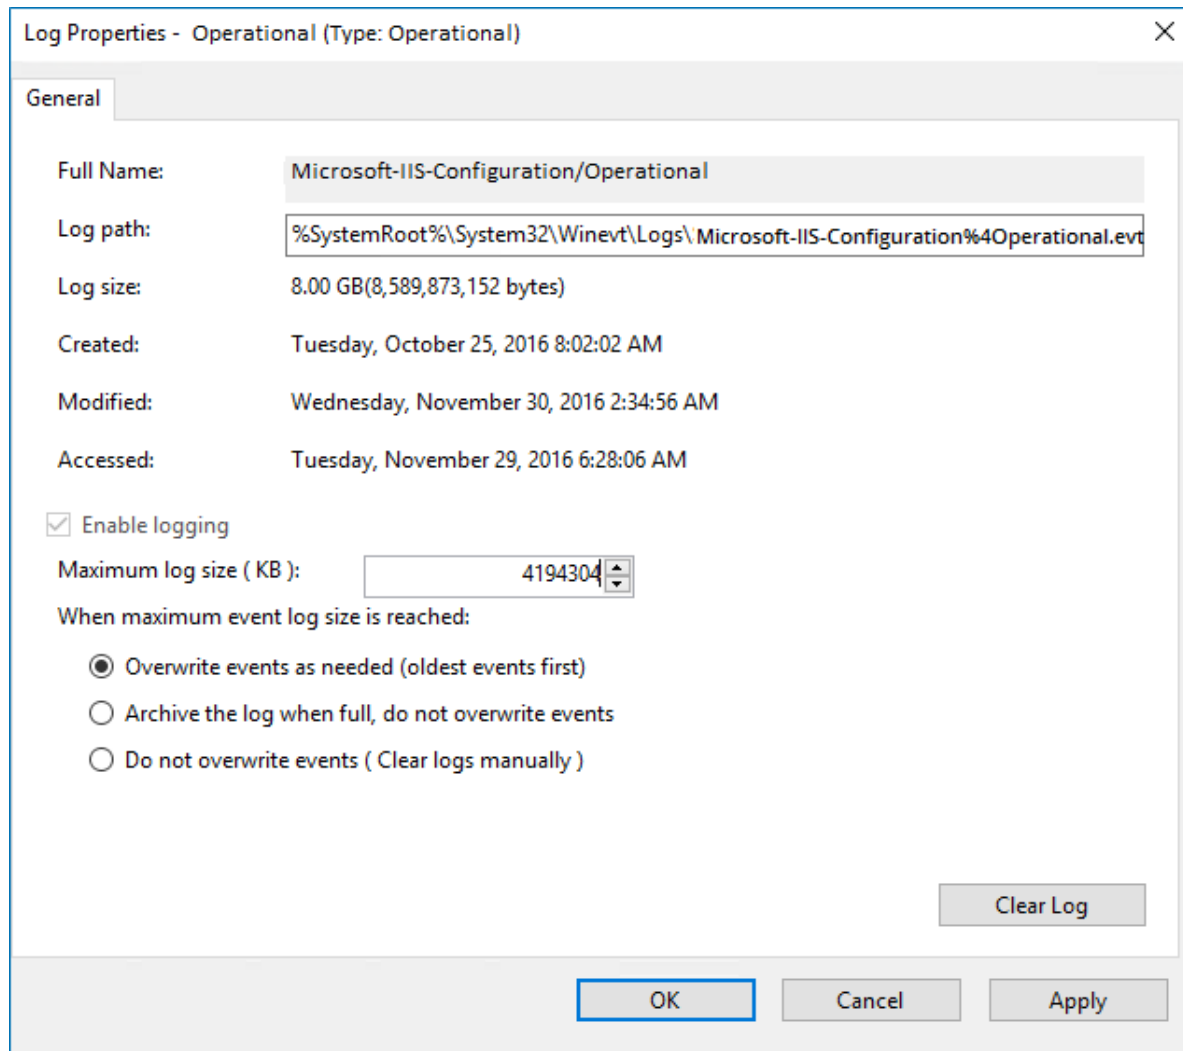 Log Properties - Operational (Type: Operational)
General
Full Name: Microsoft-IIS-Configuration/Operational
Log path: %SystemRoot%\System32\Winevt\Logs\Microsoft-IIS-Configuration%4Operational.evt
Log size: 8.00 GB(8,589,873,152 bytes)
Created: Tuesday, October 25, 2016 8:02:02 AM
Modified: Wednesday, November 30, 2016 2:34:56 AM
Accessed: Tuesday, November 29, 2016 6:28:06 AM
Enable logging
Maximum log size ( KB ): 4194304
When maximum event log size is reached:
Overwrite events as needed (oldest events first)
Archive the log when full, do not overwrite events
Do not overwrite events ( Clear logs manually )
Clear Log
OK Cancel Apply